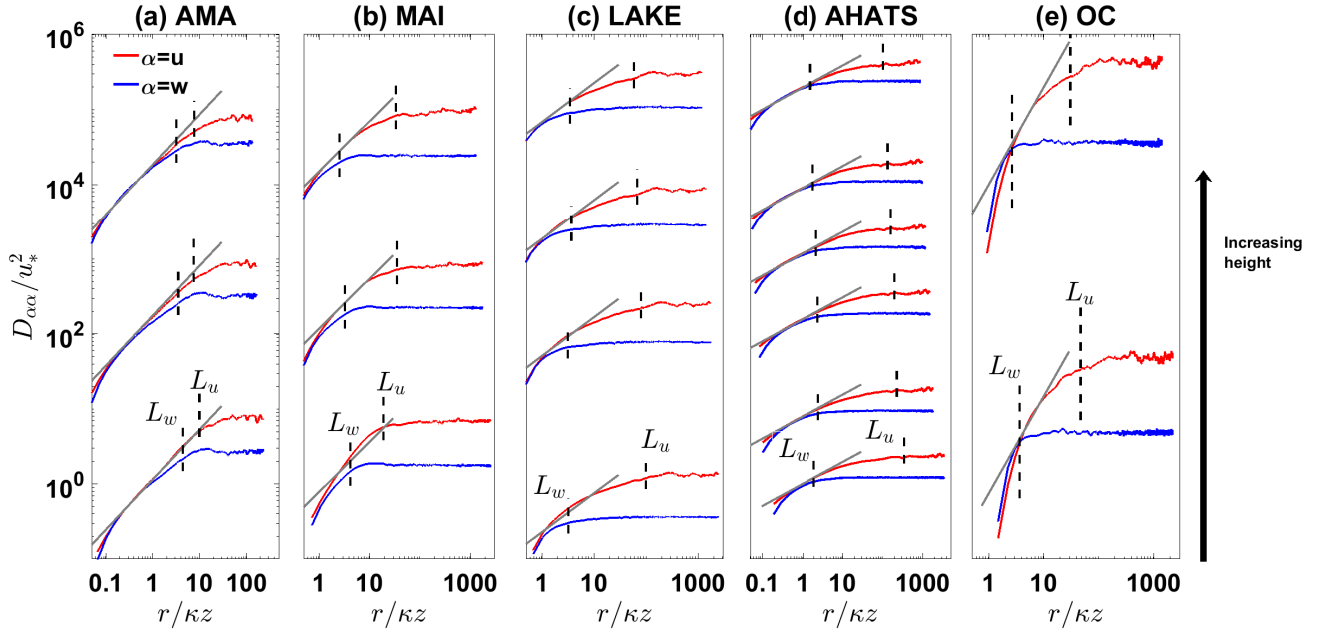 (a) AMA
(b) MAI
(c) LAKE
(d) AHATS
(e) OC
10^6
10^4
10^2
10^0
D_{αα}/u_*^2
α=u
α=w
L_w
L_u
L_w
L_u
L_w
L_u
L_w
L_u
L_w
L_u
Increasing
height
0.1 1 10 100
1 10 1000
1 10 1000
0.1 1 10 1000
1 10 1000
r/κz
r/κz
r/κz
r/κz
r/κz